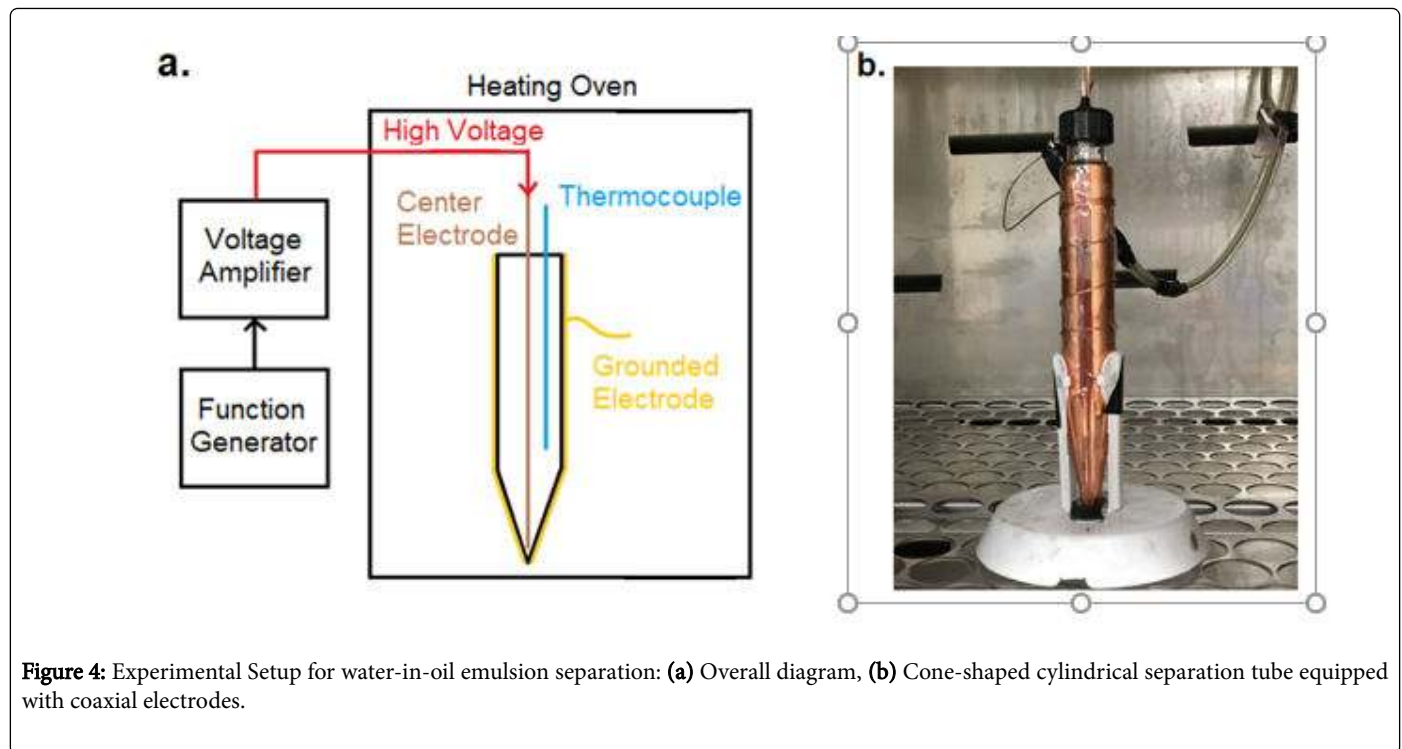 a.
Heating Oven
High Voltage
Center
Electrode
Thermocouple
Voltage
Amplifier
Grounded
Electrode
Function
Generator
b.
Figure 4: Experimental Setup for water-in-oil emulsion separation: (a) Overall diagram, (b) Cone-shaped cylindrical separation tube equipped
with coaxial electrodes.